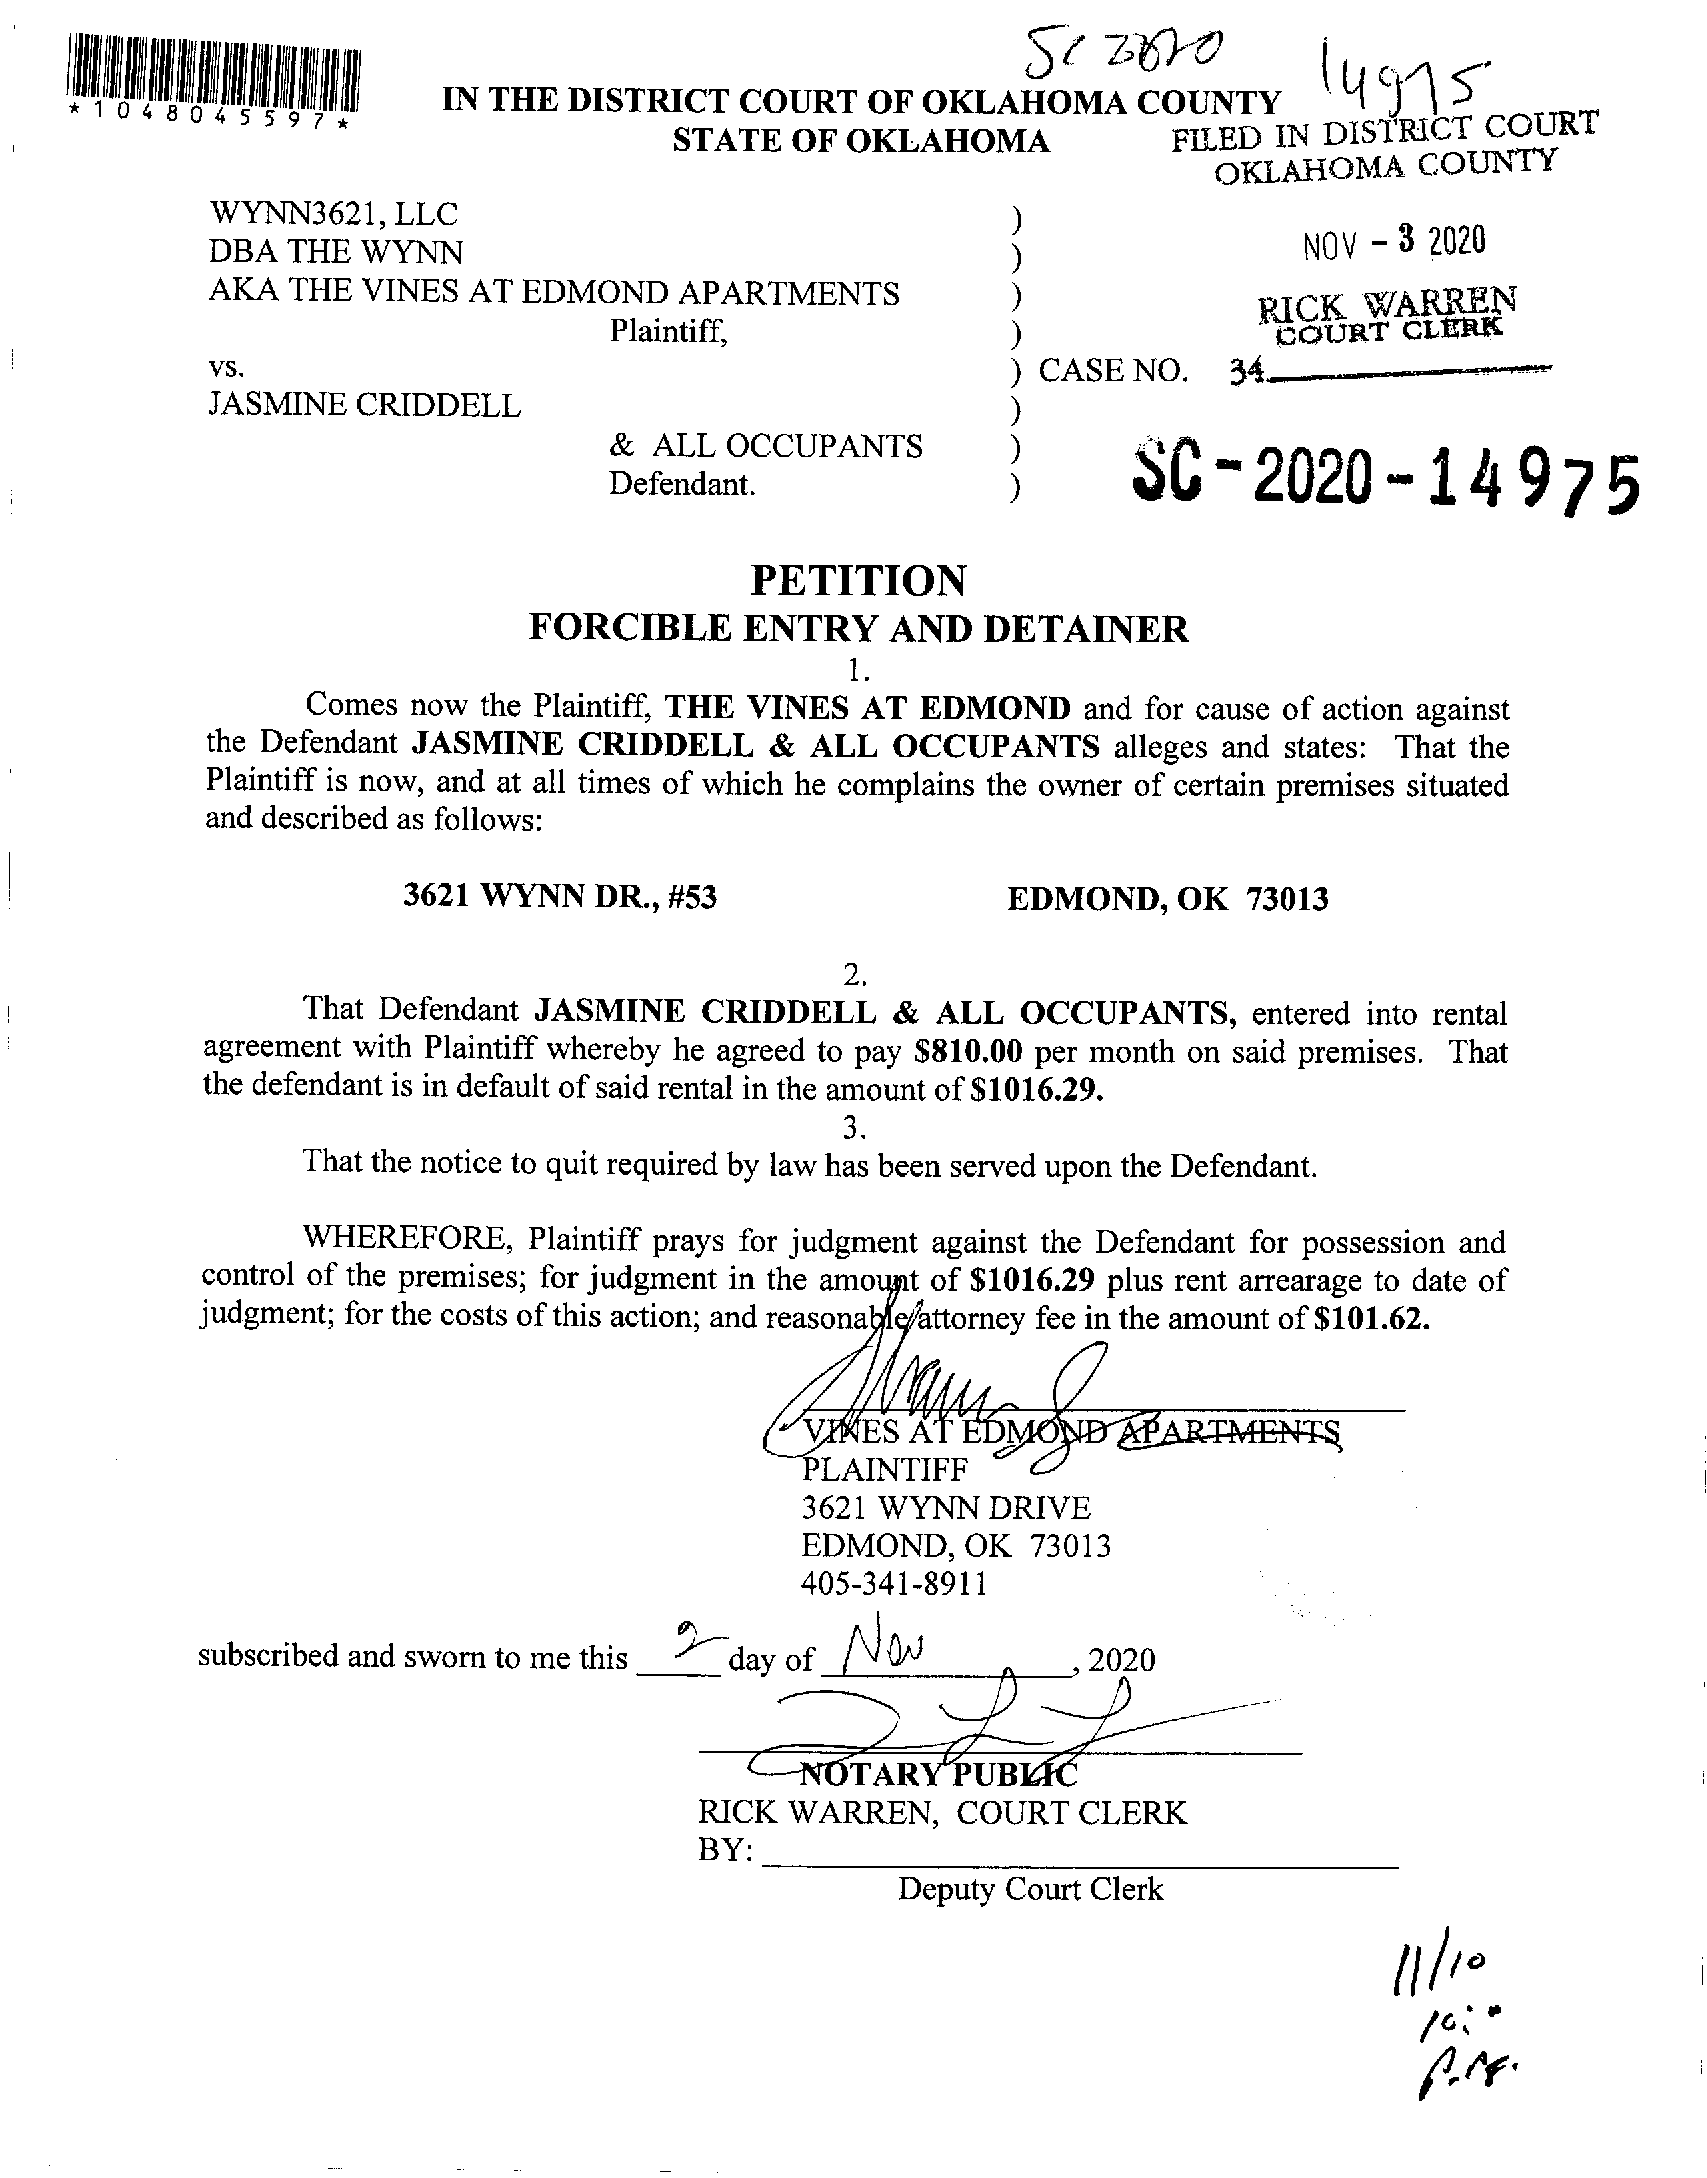 SC 2020
14975
*1048045597*
IN THE DISTRICT COURT OF OKLAHOMA COUNTY
STATE OF OKLAHOMA
FILED IN DISTRICT COURT
OKLAHOMA COUNTY
WYNN3621, LLC )
DBA THE WYNN )
NOV - 3 2020
AKA THE VINES AT EDMOND APARTMENTS )
RICK WARREN
COURT CLERK
Plaintiff, )
vs. ) CASE NO. 34
JASMINE CRIDDELL )
& ALL OCCUPANTS )
Defendant. )
SC-2020-14975
PETITION
FORCIBLE ENTRY AND DETAINER
1.
Comes now the Plaintiff, THE VINES AT EDMOND and for cause of action against
the Defendant JASMINE CRIDDELL & ALL OCCUPANTS alleges and states: That the
Plaintiff is now, and at all times of which he complains the owner of certain premises situated
and described as follows:
3621 WYNN DR., #53 EDMOND, OK 73013
2.
That Defendant JASMINE CRIDDELL & ALL OCCUPANTS, entered into rental
agreement with Plaintiff whereby he agreed to pay $810.00 per month on said premises. That
the defendant is in default of said rental in the amount of $1016.29.
3.
That the notice to quit required by law has been served upon the Defendant.
WHEREFORE, Plaintiff prays for judgment against the Defendant for possession and
control of the premises; for judgment in the amount of $1016.29 plus rent arrearage to date of
judgment; for the costs of this action; and reasonable attorney fee in the amount of $101.62.
VINES AT EDMOND APARTMENTS
PLAINTIFF
3621 WYNN DRIVE
EDMOND, OK 73013
405-341-8911
subscribed and sworn to me this 2 day of Nov, 2020
NOTARY PUBLIC
RICK WARREN, COURT CLERK
BY:
Deputy Court Clerk
11/10